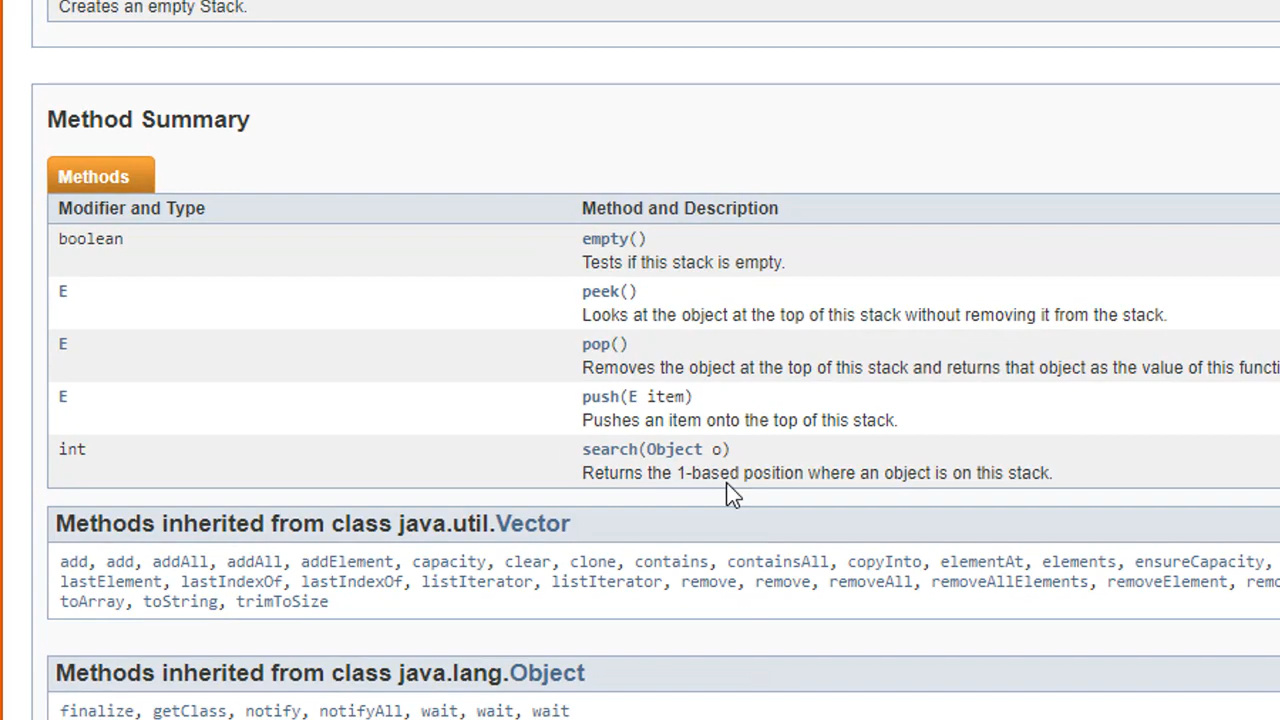 Creates an empty Stack.
Method Summary
Methods
Modifier and Type Method and Description
boolean empty()
Tests if this stack is empty.
E peek()
Looks at the object at the top of this stack without removing it from the stack.
E pop()
Removes the object at the top of this stack and returns that object as the value of this functi
E push(E item)
Pushes an item onto the top of this stack.
int search(Object o)
Returns the 1-based position where an object is on this stack.
Methods inherited from class java.util.Vector
add, add, addAll, addAll, addElement, capacity, clear, clone, contains, containsAll, copyInto, elementAt, elements, ensureCapacity,
lastElement, lastIndexOf, lastIndexOf, listIterator, listIterator, remove, remove, removeAll, removeAllElements, removeElement, remo
toArray, toString, trimToSize
Methods inherited from class java.lang.Object
finalize, getClass, notify, notifyAll, wait, wait, wait